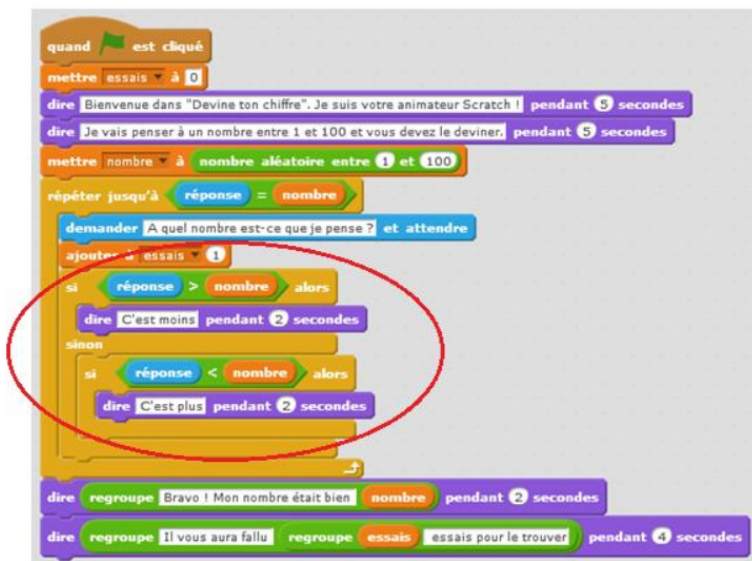 quand est cliqué
mettre essais à 0
dire Bienvenue dans "Devine ton chiffre". Je suis votre animateur Scratch ! pendant 5 secondes
dire Je vais penser à un nombre entre 1 et 100 et vous devez le deviner. pendant 5 secondes
mettre nombre à nombre aléatoire entre 1 et 100
répéter jusqu'à réponse = nombre
demander A quel nombre est-ce que je pense ? et attendre
ajouter à essais 1
si réponse > nombre alors
dire C'est moins pendant 2 secondes
sinon
si réponse < nombre alors
dire C'est plus pendant 2 secondes
dire regroupe Bravo ! Mon nombre était bien nombre pendant 2 secondes
dire regroupe Il vous aura fallu regroupe essais essais pour le trouver pendant 4 secondes